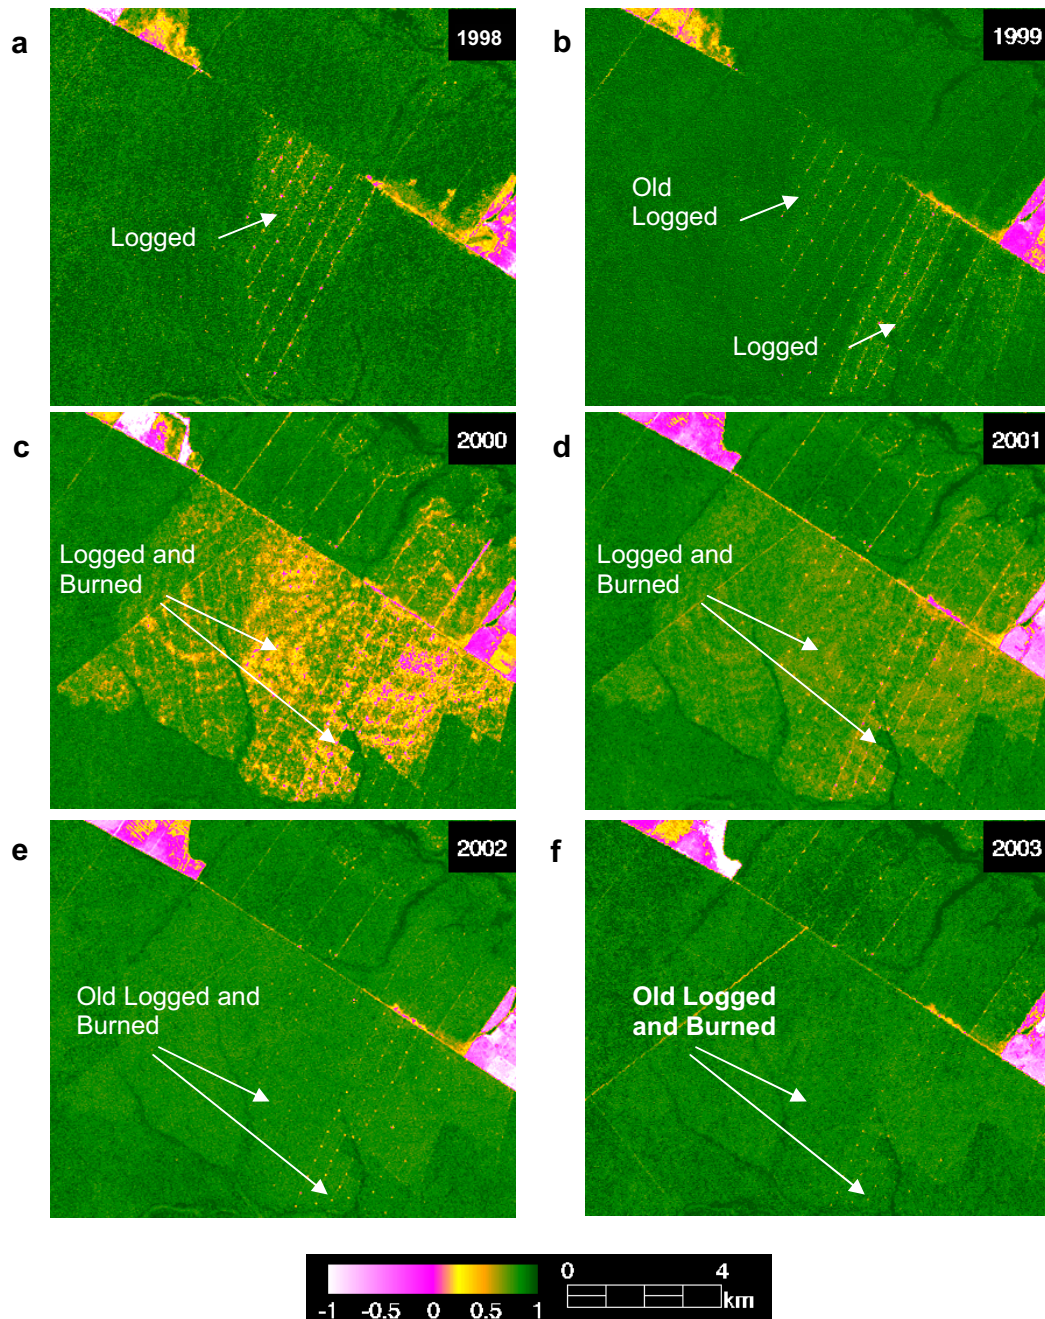 a
1998
Logged
b
1999
Old
Logged
Logged
c
2000
Logged and
Burned
d
2001
Logged and
Burned
e
2002
Old Logged and
Burned
f
2003
Old Logged
and Burned
0 4
km
-1 -0.5 0 0.5 1